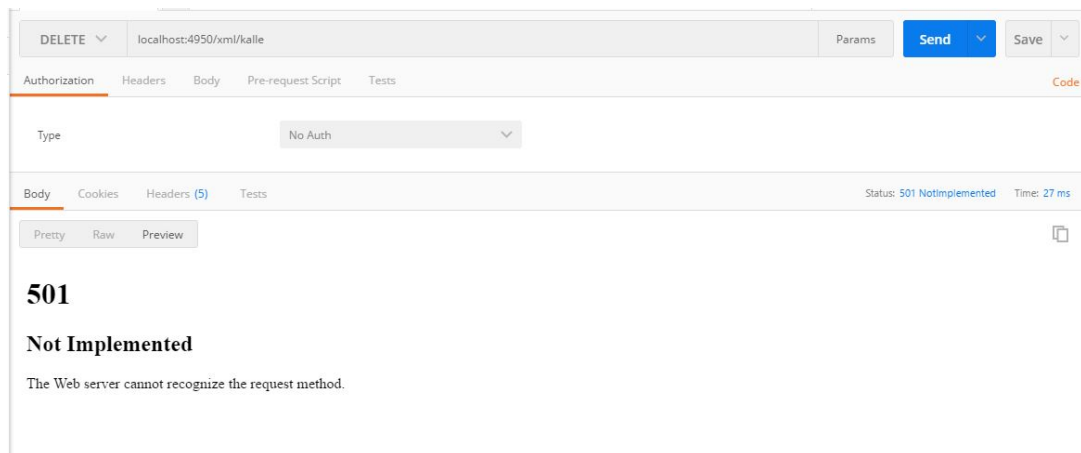 DELETE localhost:4950/xml/kalle Params Send Save
Authorization Headers Body Pre-request Script Tests Code
Type No Auth
Body Cookies Headers (5) Tests Status: 501 NotImplemented Time: 27 ms
Pretty Raw Preview
501
Not Implemented
The Web server cannot recognize the request method.